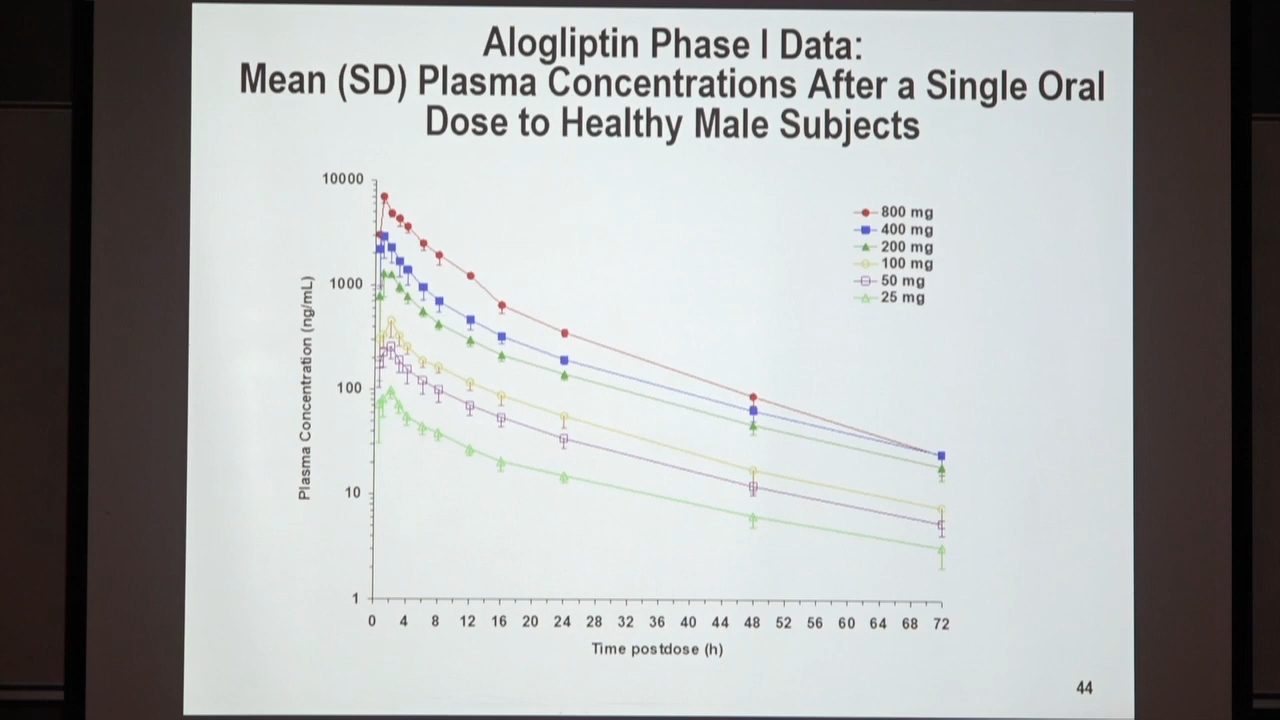 Alogliptin Phase I Data:
Mean (SD) Plasma Concentrations After a Single Oral
Dose to Healthy Male Subjects
10000
1000
100
10
1
Plasma Concentration (ng/mL)
800 mg
400 mg
200 mg
100 mg
50 mg
25 mg
0 4 8 12 16 20 24 28 32 36 40 44 48 52 56 60 64 68 72
Time postdose (h)
44